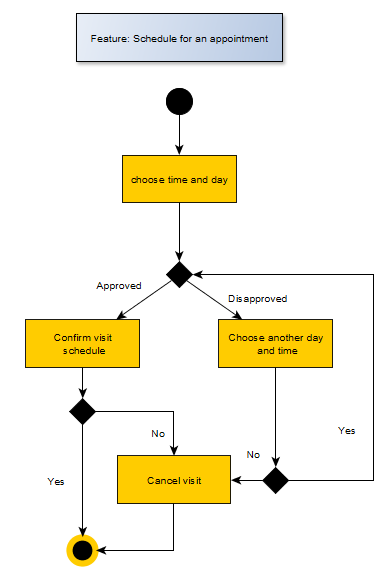 Feature: Schedule for an appointment
choose time and day
Approved
Disapproved
Confirm visit
schedule
Choose another day
and time
No
Yes
No
Yes
Cancel visit